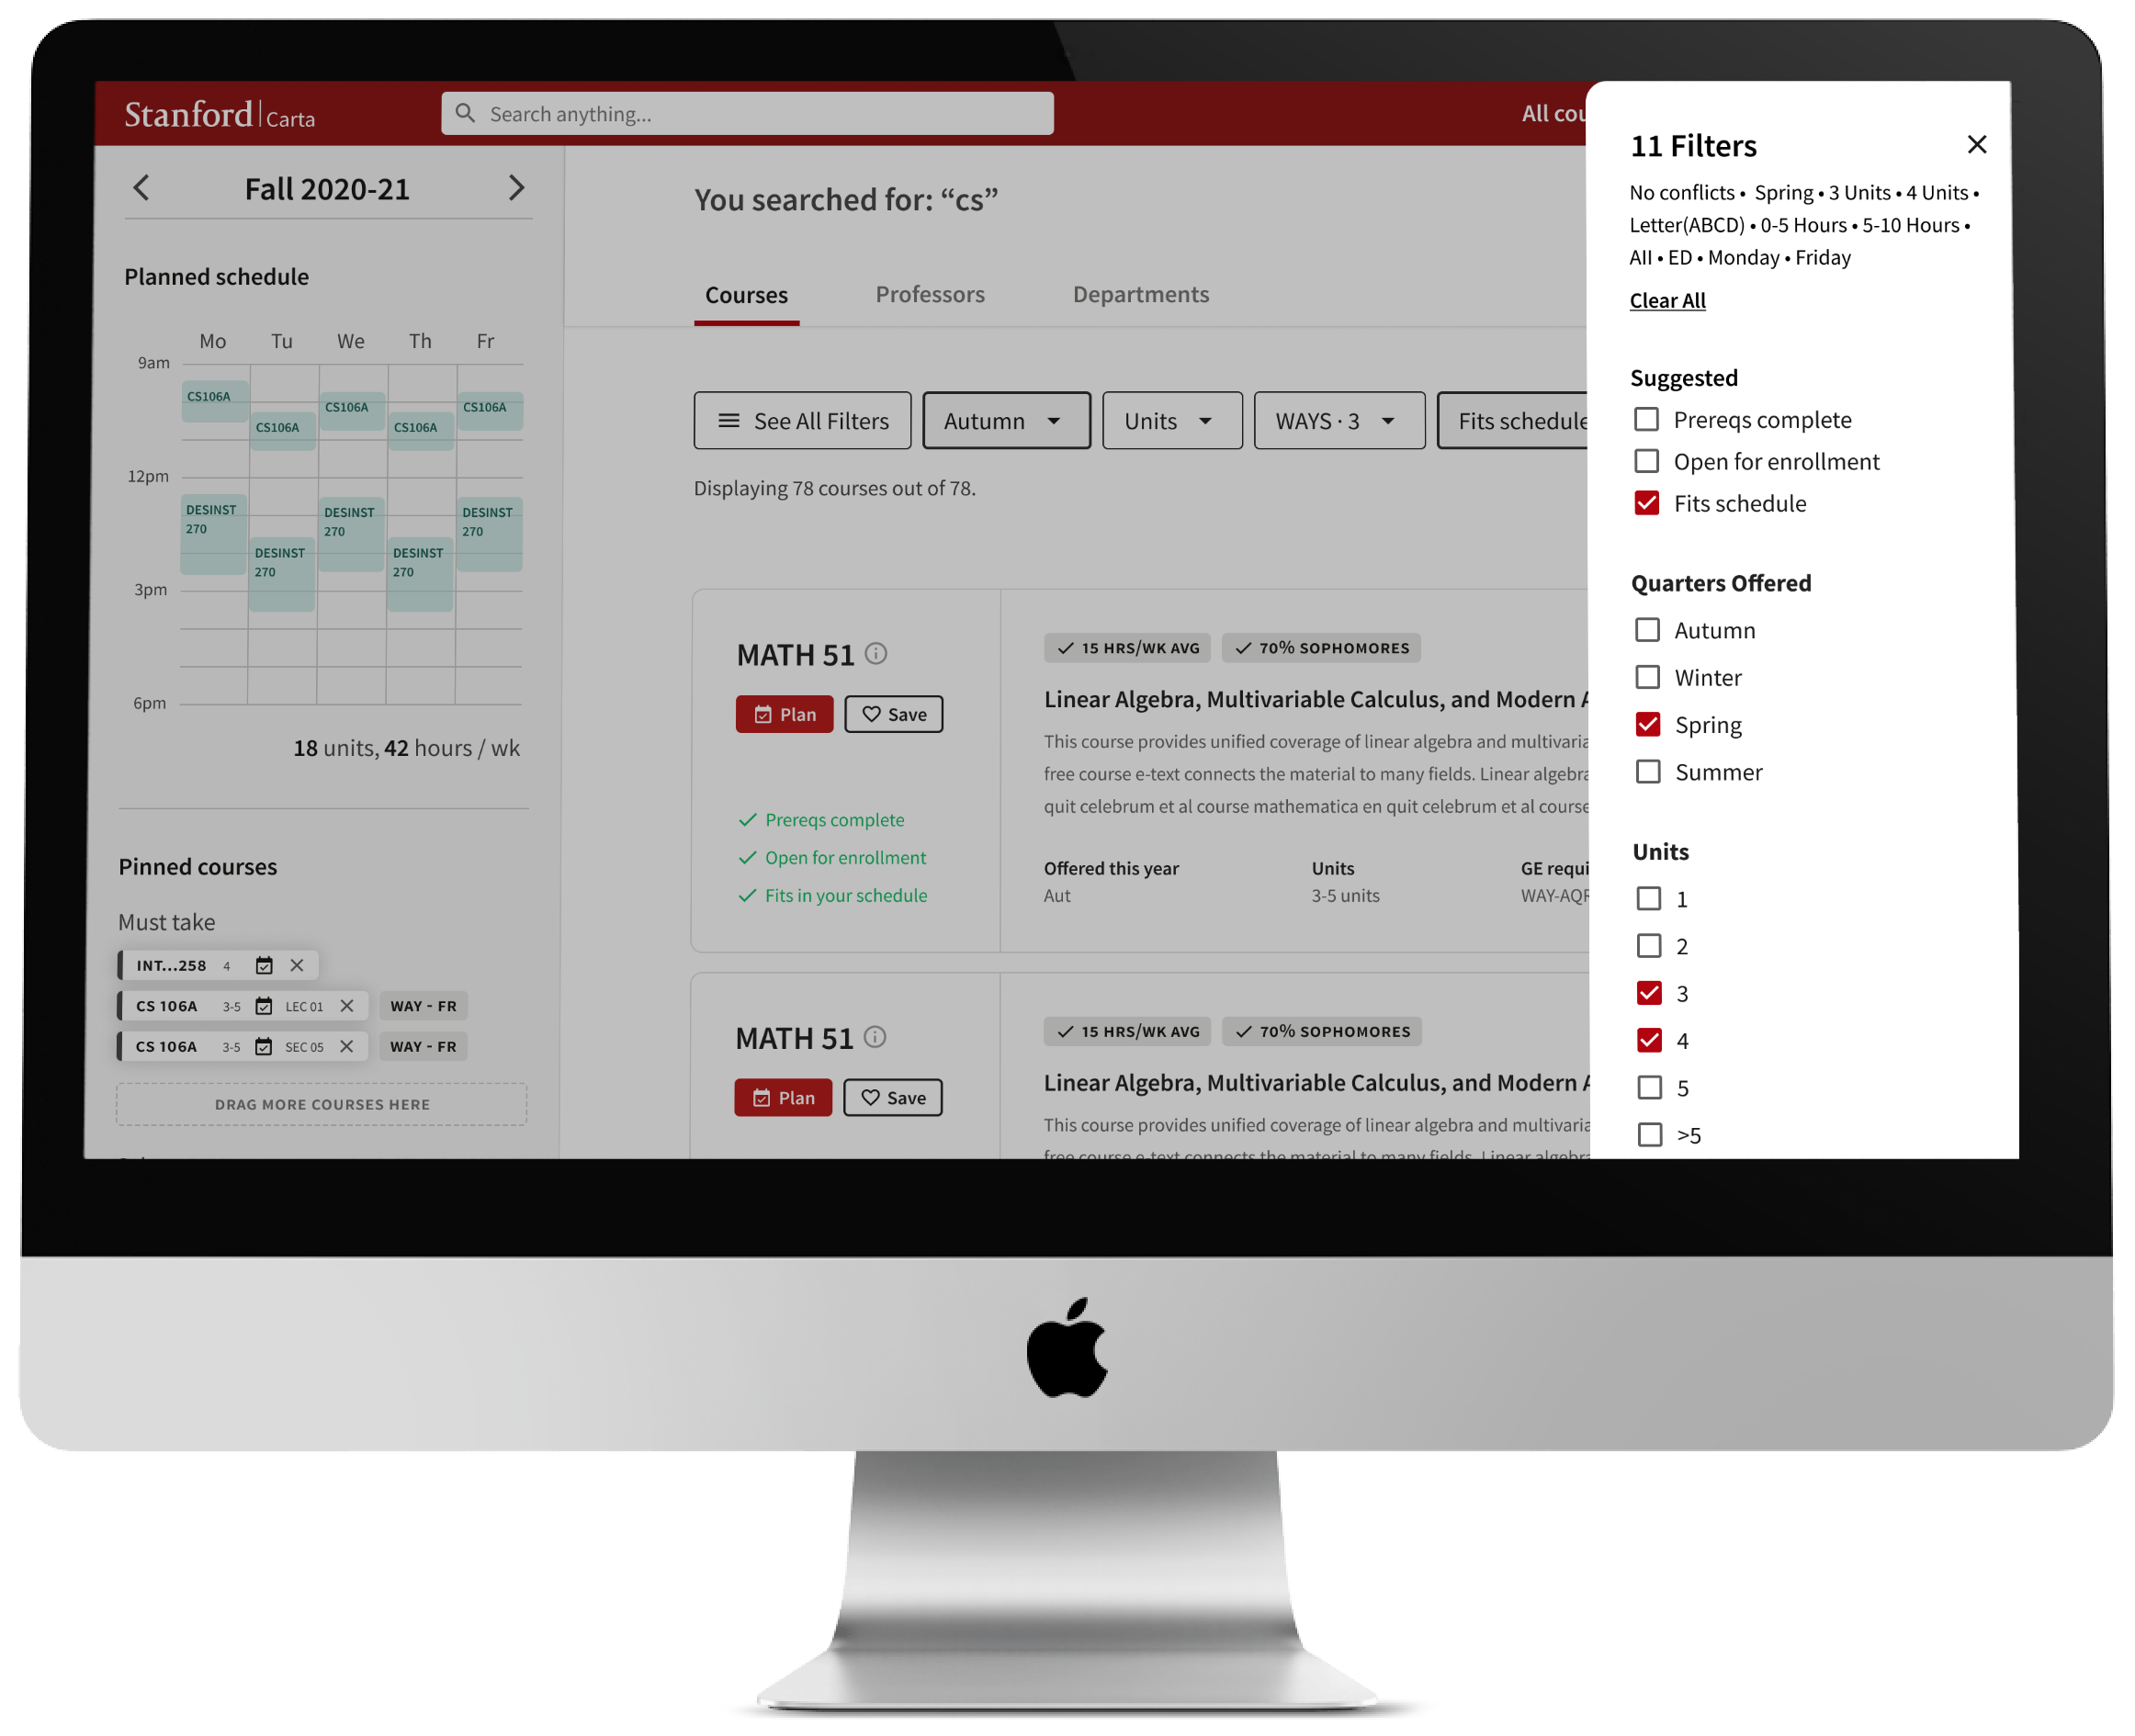 Stanford | Carta
Search anything...
All cou
Fall 2020-21
Planned schedule
Mo Tu We Th Fr
9am
CS106A
CS106A
CS106A
CS106A
CS106A
12pm
DESINST
270
DESINST
270
DESINST
270
DESINST
270
DESINST
270
3pm
6pm
18 units, 42 hours / wk
Pinned courses
Must take
INT...258 4
CS 106A 3-5 LEC 01 WAY - FR
CS 106A 3-5 SEC 05 WAY - FR
DRAG MORE COURSES HERE
You searched for: “cs”
Courses Professors Departments
See All Filters Autumn Units WAYS · 3 Fits schedule
Displaying 78 courses out of 78.
MATH 51
Plan Save
Prereqs complete
Open for enrollment
Fits in your schedule
15 HRS/WK AVG 70% SOPHOMORES
Linear Algebra, Multivariable Calculus, and Modern A
This course provides unified coverage of linear algebra and multivaria
free course e-text connects the material to many fields. Linear algebra
quit celebrum et al course mathematica en quit celebrum et al course
Offered this year Units GE requi
Aut 3-5 units WAY-AQR
MATH 51
Plan Save
15 HRS/WK AVG 70% SOPHOMORES
Linear Algebra, Multivariable Calculus, and Modern A
This course provides unified coverage of linear algebra and multivaria
free course e-text connects the material to many fields. Linear algebra
11 Filters
No conflicts • Spring • 3 Units • 4 Units •
Letter(ABCD) • 0-5 Hours • 5-10 Hours •
AII • ED • Monday • Friday
Clear All
Suggested
Prereqs complete
Open for enrollment
Fits schedule
Quarters Offered
Autumn
Winter
Spring
Summer
Units
1
2
3
4
5
>5